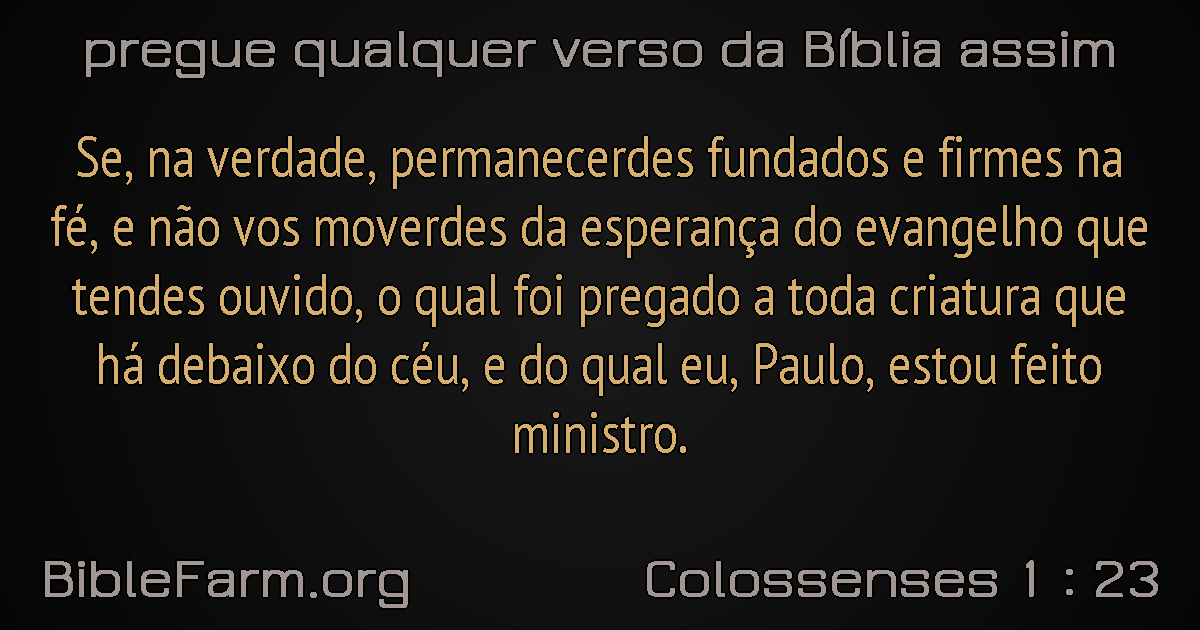 pregue qualquer verso da Bíblia assim
Se, na verdade, permanecerdes fundados e firmes na
fé, e não vos moverdes da esperança do evangelho que
tendes ouvido, o qual foi pregado a toda criatura que
há debaixo do céu, e do qual eu, Paulo, estou feito
ministro.
BibleFarm.org
Colossenses 1 : 23